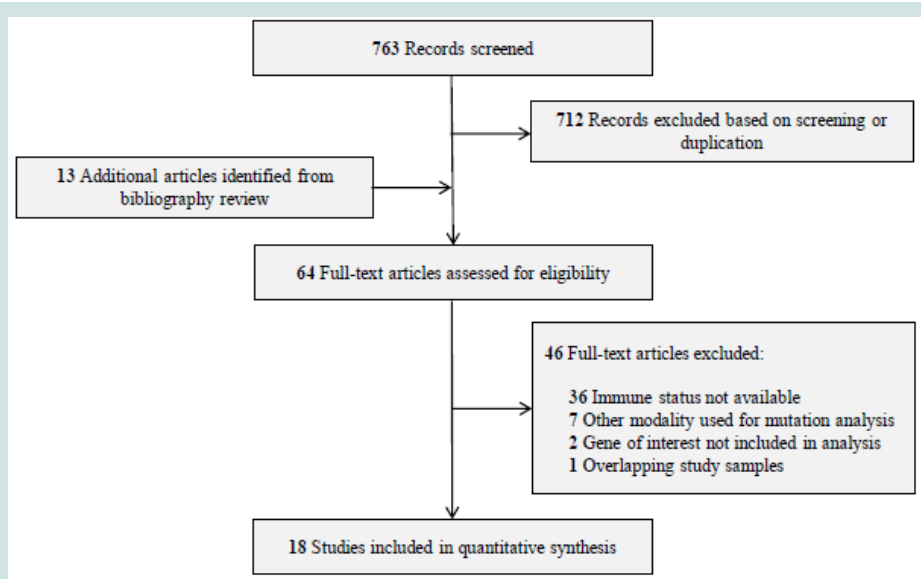 763 Records screened
712 Records excluded based on screening or
duplication
13 Additional articles identified from
bibliography review
64 Full-text articles assessed for eligibility
46 Full-text articles excluded:
36 Immune status not available
7 Other modality used for mutation analysis
2 Gene of interest not included in analysis
1 Overlapping study samples
18 Studies included in quantitative synthesis